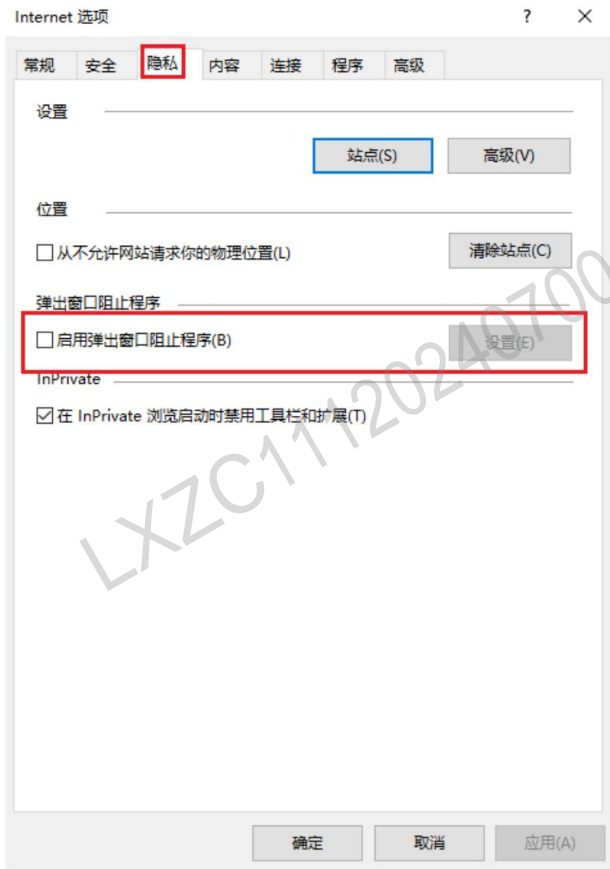 Internet 选项
? ×
常规 安全 隐私 内容 连接 程序 高级
设置
站点(S) 高级(V)
位置
从不允许网站请求你的物理位置(L) 清除站点(C)
弹出窗口阻止程序
启用弹出窗口阻止程序(B) 设置(E)
InPrivate
在 InPrivate 浏览启动时禁用工具栏和扩展(T)
LXZC11120240700
确定 取消 应用(A)